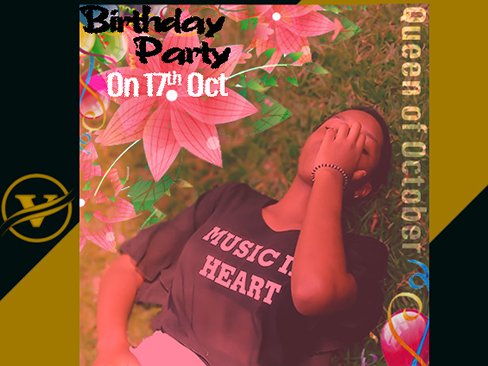 Birthday
Party
On 17th Oct
Queen of October
MUSIC I
HEART
V